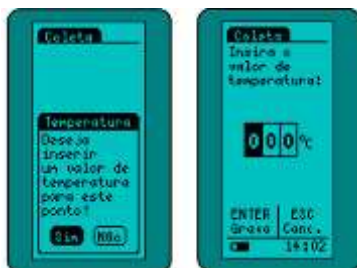 Coleta
Temperatura
Deseja
inserir
um valor de
temperatura
para este
ponto?
Sim Não
Coleta
Insira o
valor de
temperatura:
000 °C
ENTER ESC
Grava Canc.
14:02